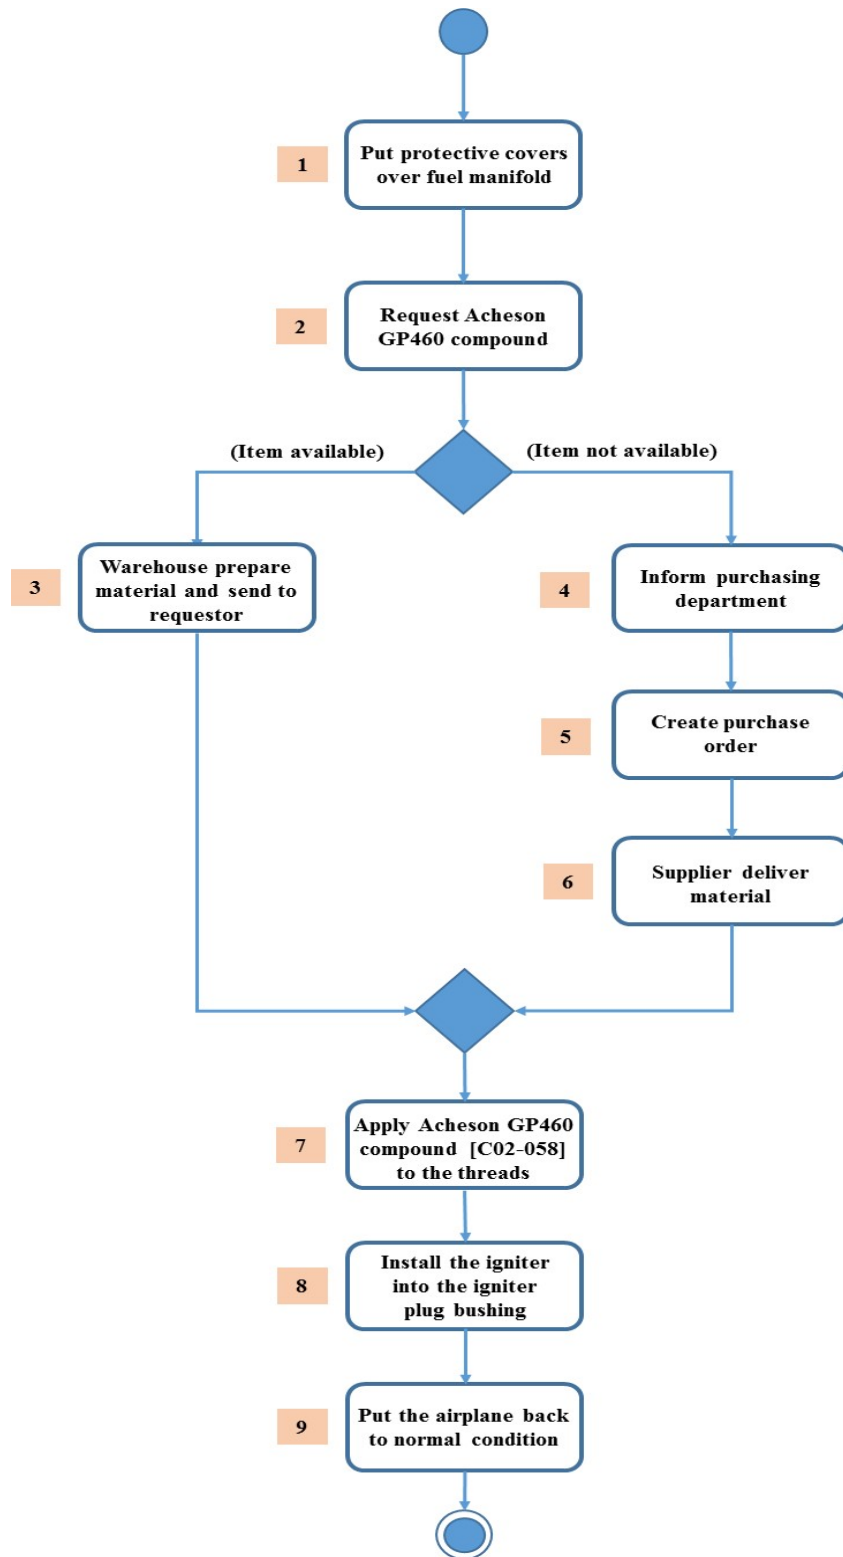 1
Put protective covers
over fuel manifold
2
Request Acheson
GP460 compound
(Item available)
(Item not available)
3
Warehouse prepare
material and send to
requestor
4
Inform purchasing
department
5
Create purchase
order
6
Supplier deliver
material
7
Apply Acheson GP460
compound [C02-058]
to the threads
8
Install the igniter
into the igniter
plug bushing
9
Put the airplane back
to normal condition